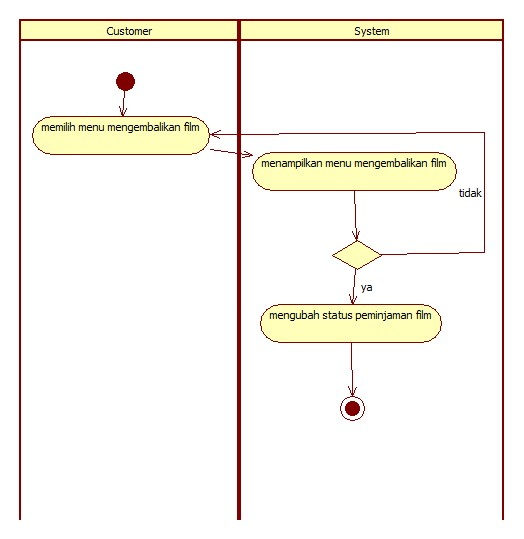 Customer
System
memilih menu mengembalikan film
menampilkan menu mengembalikan film
tidak
ya
mengubah status peminjaman film